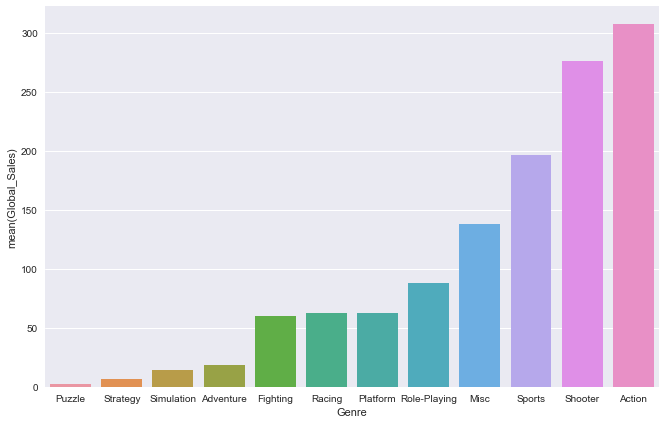 300
250
200
150
100
50
0
mean(Global_Sales)
Puzzle Strategy Simulation Adventure Fighting Racing Platform Role-Playing Misc Sports Shooter Action
Genre